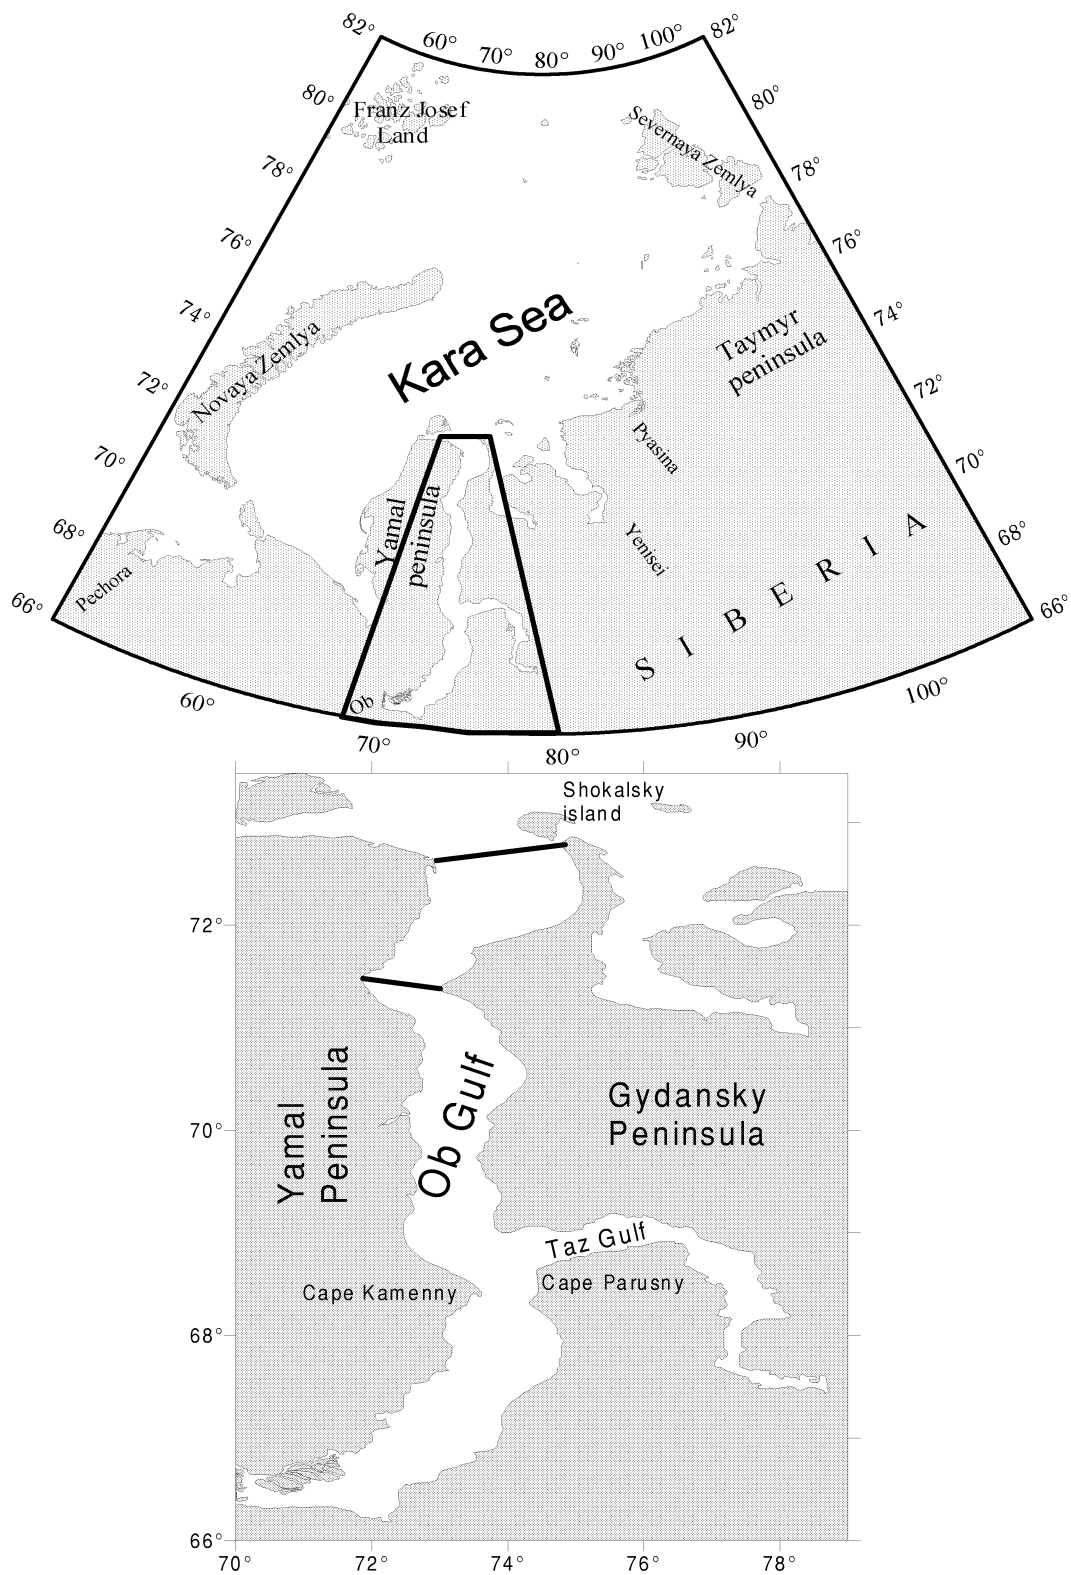 82°
60°
70°
80°
90°
100°
82°
80°
80°
Franz Josef
Land
Severnaya Zemlya
78°
78°
76°
76°
74°
74°
Kara Sea
Taymyr
peninsula
Novaya Zemlya
72°
72°
Pyasina
70°
70°
Yamal
peninsula
68°
68°
Yenisei
SIBERIA
Pechora
66°
66°
Ob
60°
70°
80°
90°
100°
Shokalsky
island
72°
Yamal
Peninsula
Ob Gulf
Gydansky
Peninsula
70°
Taz Gulf
Cape Kamenny
Cape Parusny
68°
66°
70°
72°
74°
76°
78°